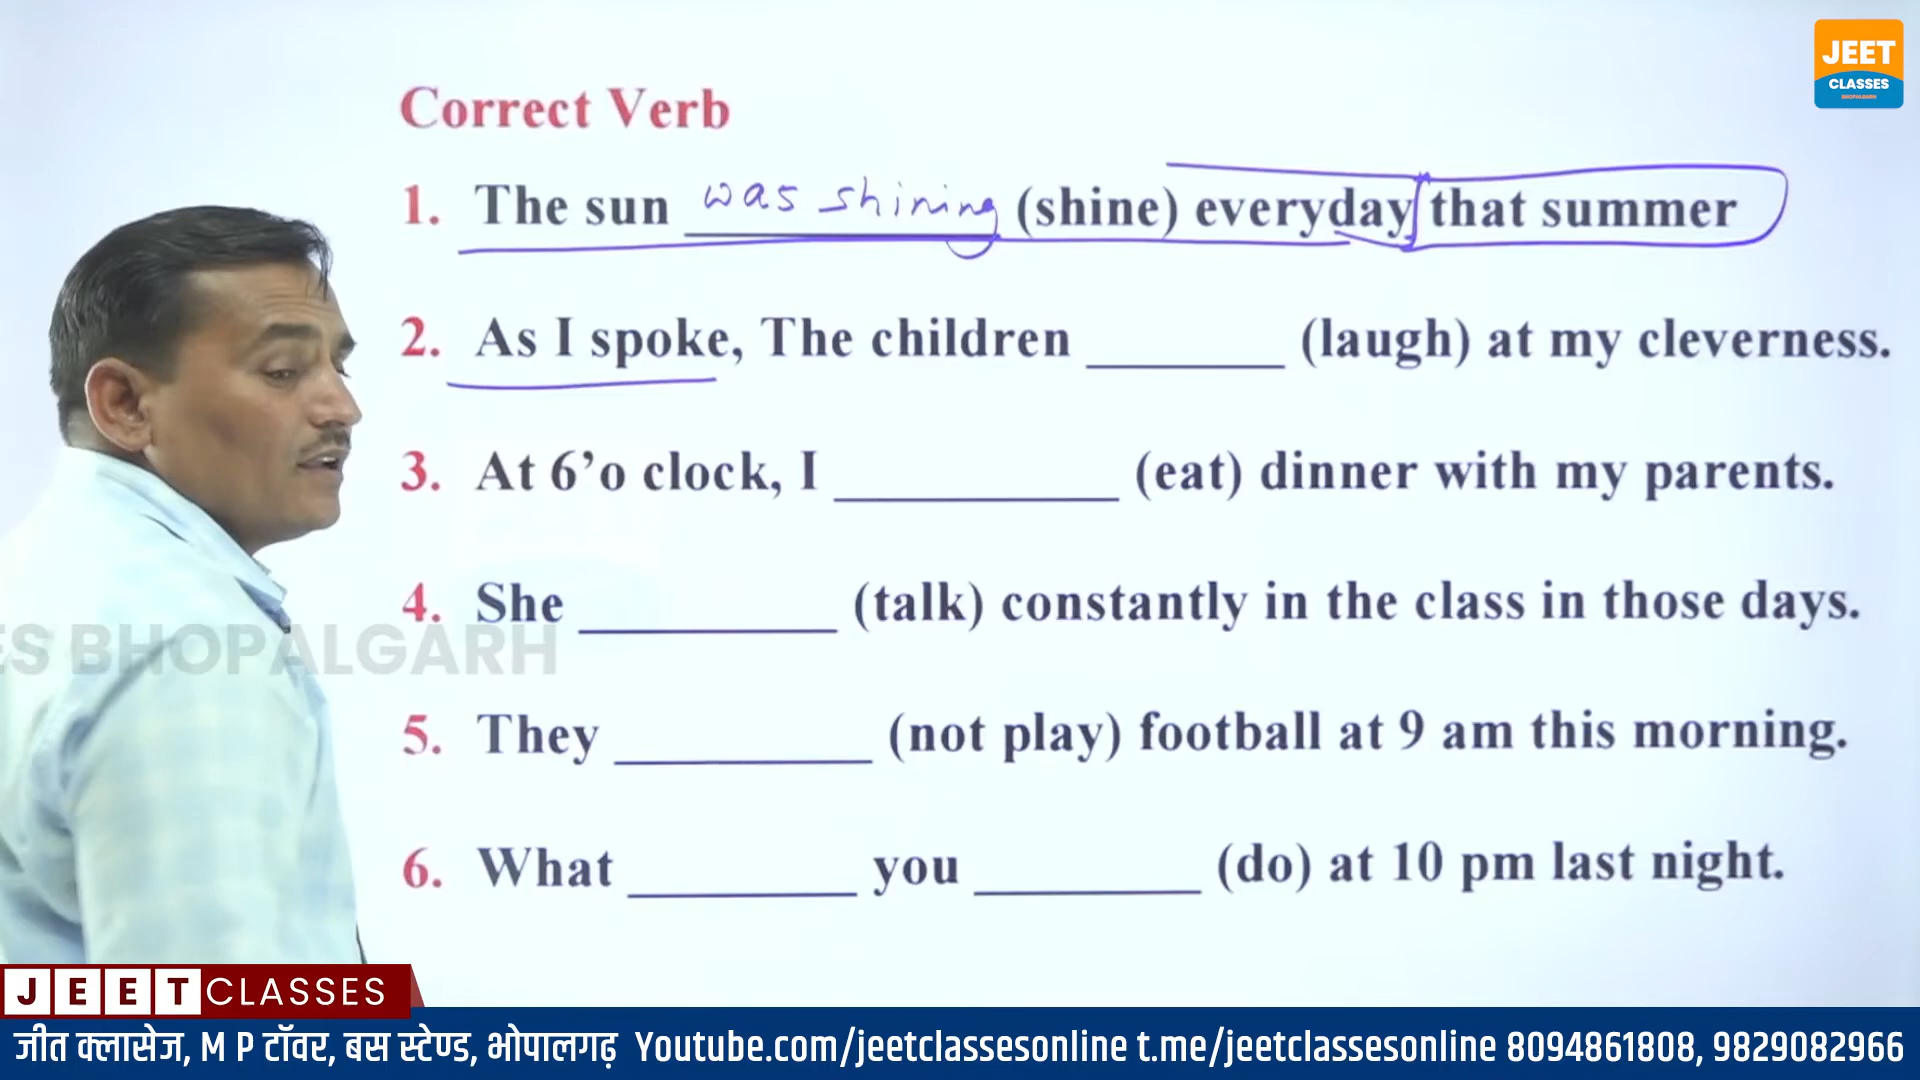 JEET
CLASSES
BHOPALGARH
Correct Verb
1. The sun was shining (shine) everyday that summer
2. As I spoke, The children ________ (laugh) at my cleverness.
3. At 6’o clock, I ___________ (eat) dinner with my parents.
4. She __________ (talk) constantly in the class in those days.
ES BHOPALGARH
5. They __________ (not play) football at 9 am this morning.
6. What _________ you _________ (do) at 10 pm last night.
JEET CLASSES
जीत क्लासेज, M P टॉवर, बस स्टेण्ड, भोपालगढ़ Youtube.com/jeetclassesonline t.me/jeetclassesonline 8094861808, 9829082966